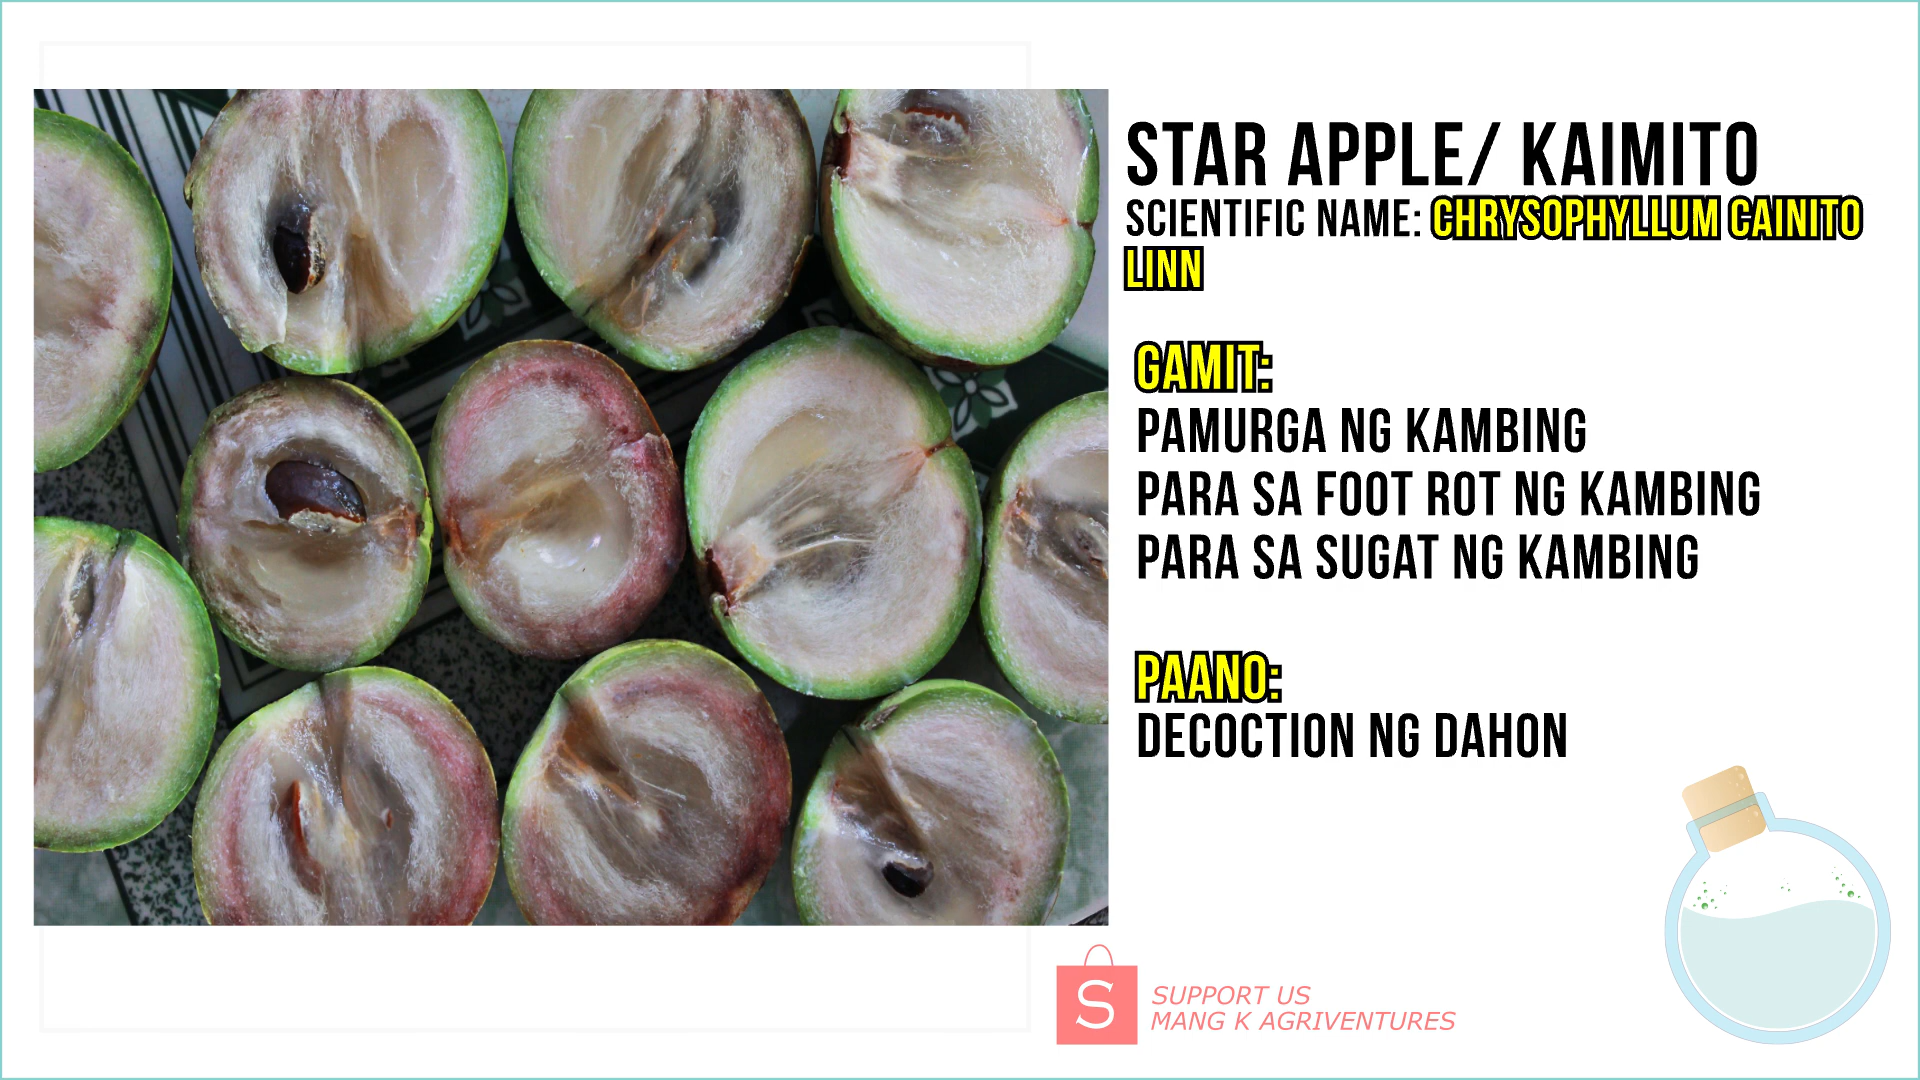 STAR APPLE/ KAIMITO
SCIENTIFIC NAME: CHRYSOPHYLLUM CAINITO
LINN
GAMIT:
PAMURGA NG KAMBING
PARA SA FOOT ROT NG KAMBING
PARA SA SUGAT NG KAMBING
PAANO:
DECOCTION NG DAHON
S
SUPPORT US
MANG K AGRIVENTURES